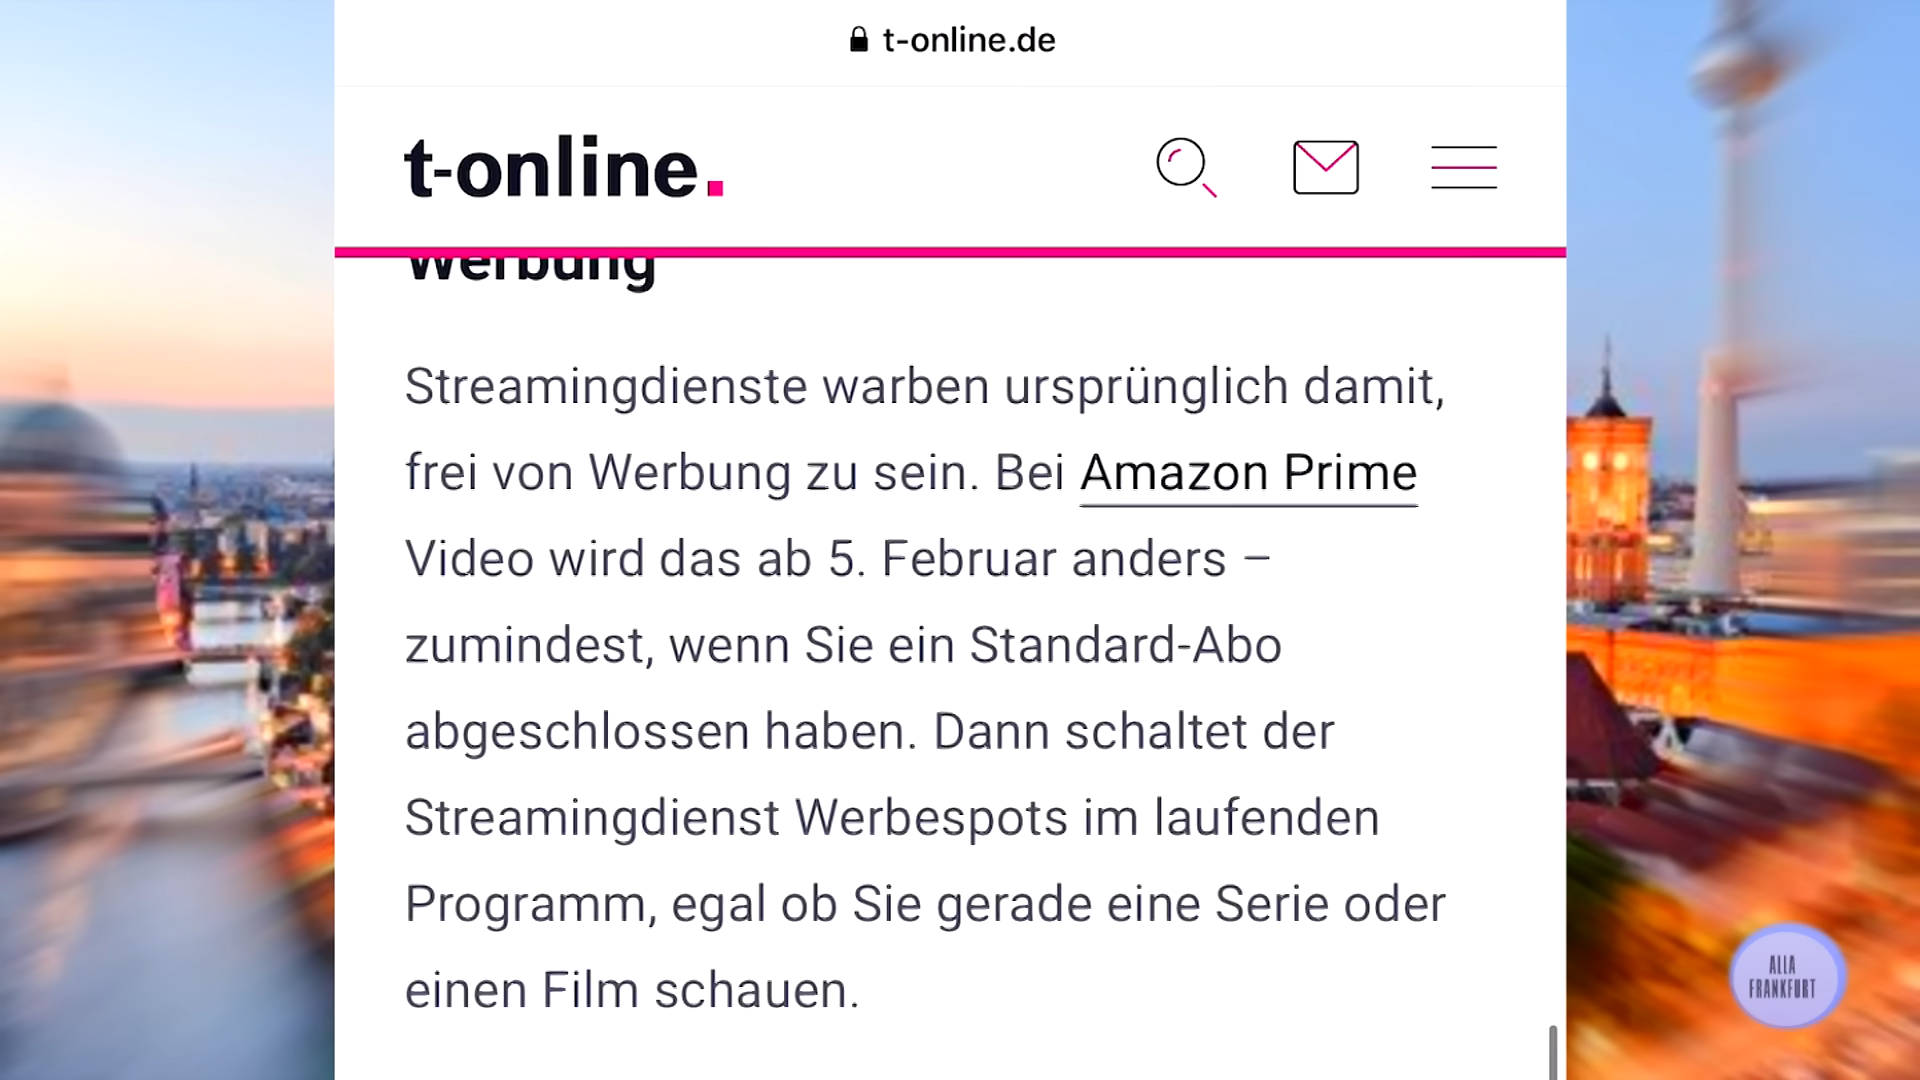 t-online.de
t-online.
Werbung
Streamingdienste warben ursprünglich damit,
frei von Werbung zu sein. Bei Amazon Prime
Video wird das ab 5. Februar anders –
zumindest, wenn Sie ein Standard-Abo
abgeschlossen haben. Dann schaltet der
Streamingdienst Werbespots im laufenden
Programm, egal ob Sie gerade eine Serie oder
einen Film schauen.
ALLA
FRANKFURT